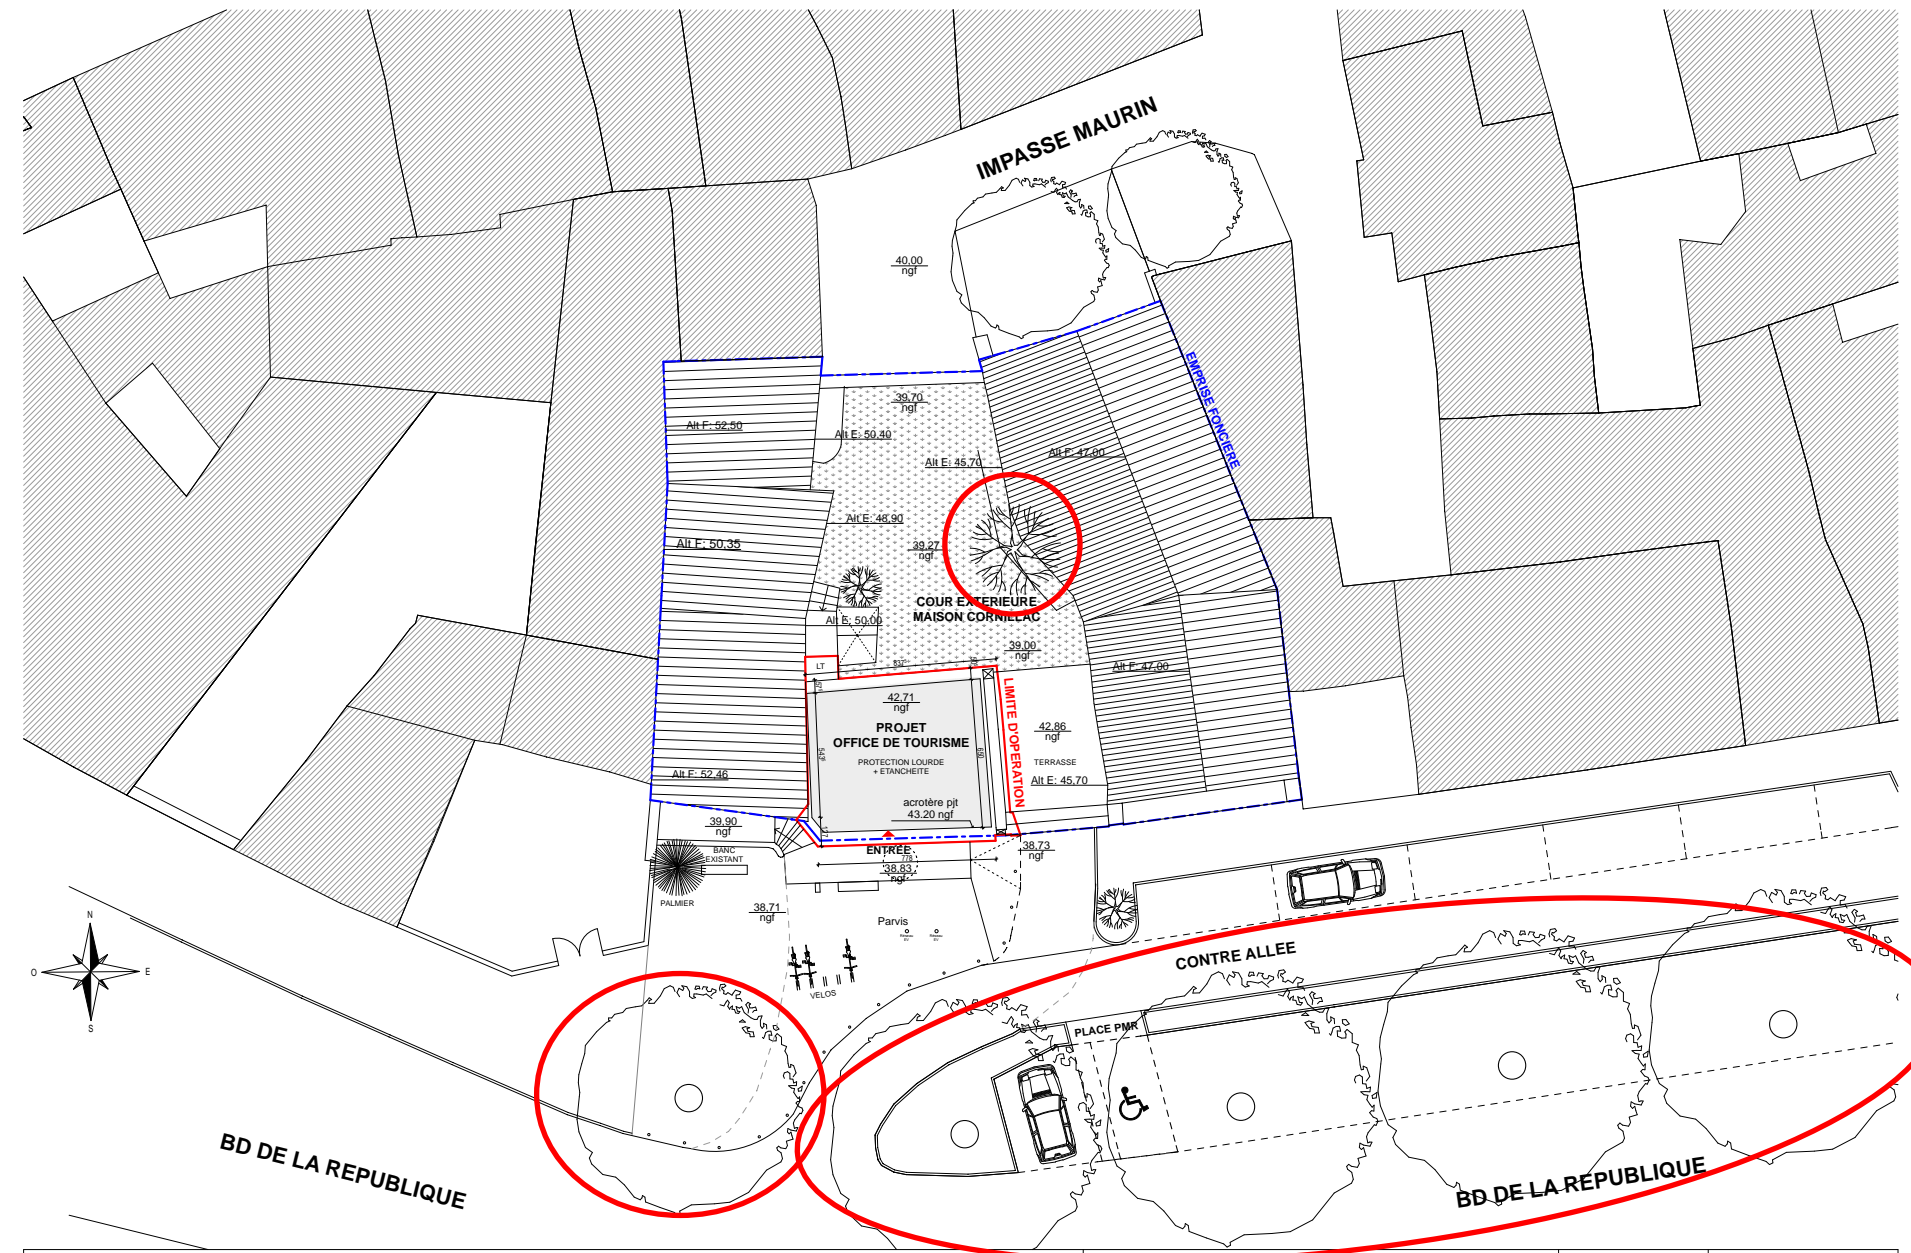 IMPASSE MAURIN
40,00
ngf
EMPRISE FONCIERE
39,70
ngf
Alt F: 52,50
Alt E: 50,40
Alt E: 45,70
Alt F: 47,00
Alt E: 48,90
Alt F: 50,35
39,27
ngf
COUR EXTERIEURE
MAISON CORNILLAC
Alt E: 50,00
39,00
ngf
LT
Alt F: 47,00
LIMITE D'OPERATION
42,71
ngf
PROJET
OFFICE DE TOURISME
PROTECTION LOURDE
+ ETANCHEITE
42,86
ngf
TERRASSE
Alt F: 52,46
Alt E: 45,70
acrotère pjt
43.20 ngf
39,90
ngf
BANC
EXISTANT
ENTRÉE
778
38,83
ngf
38,73
ngf
PALMIER
38,71
ngf
Parvis
VELOS
N
O
E
S
CONTRE ALLEE
PLACE PMR
BD DE LA REPUBLIQUE
BD DE LA REPUBLIQUE